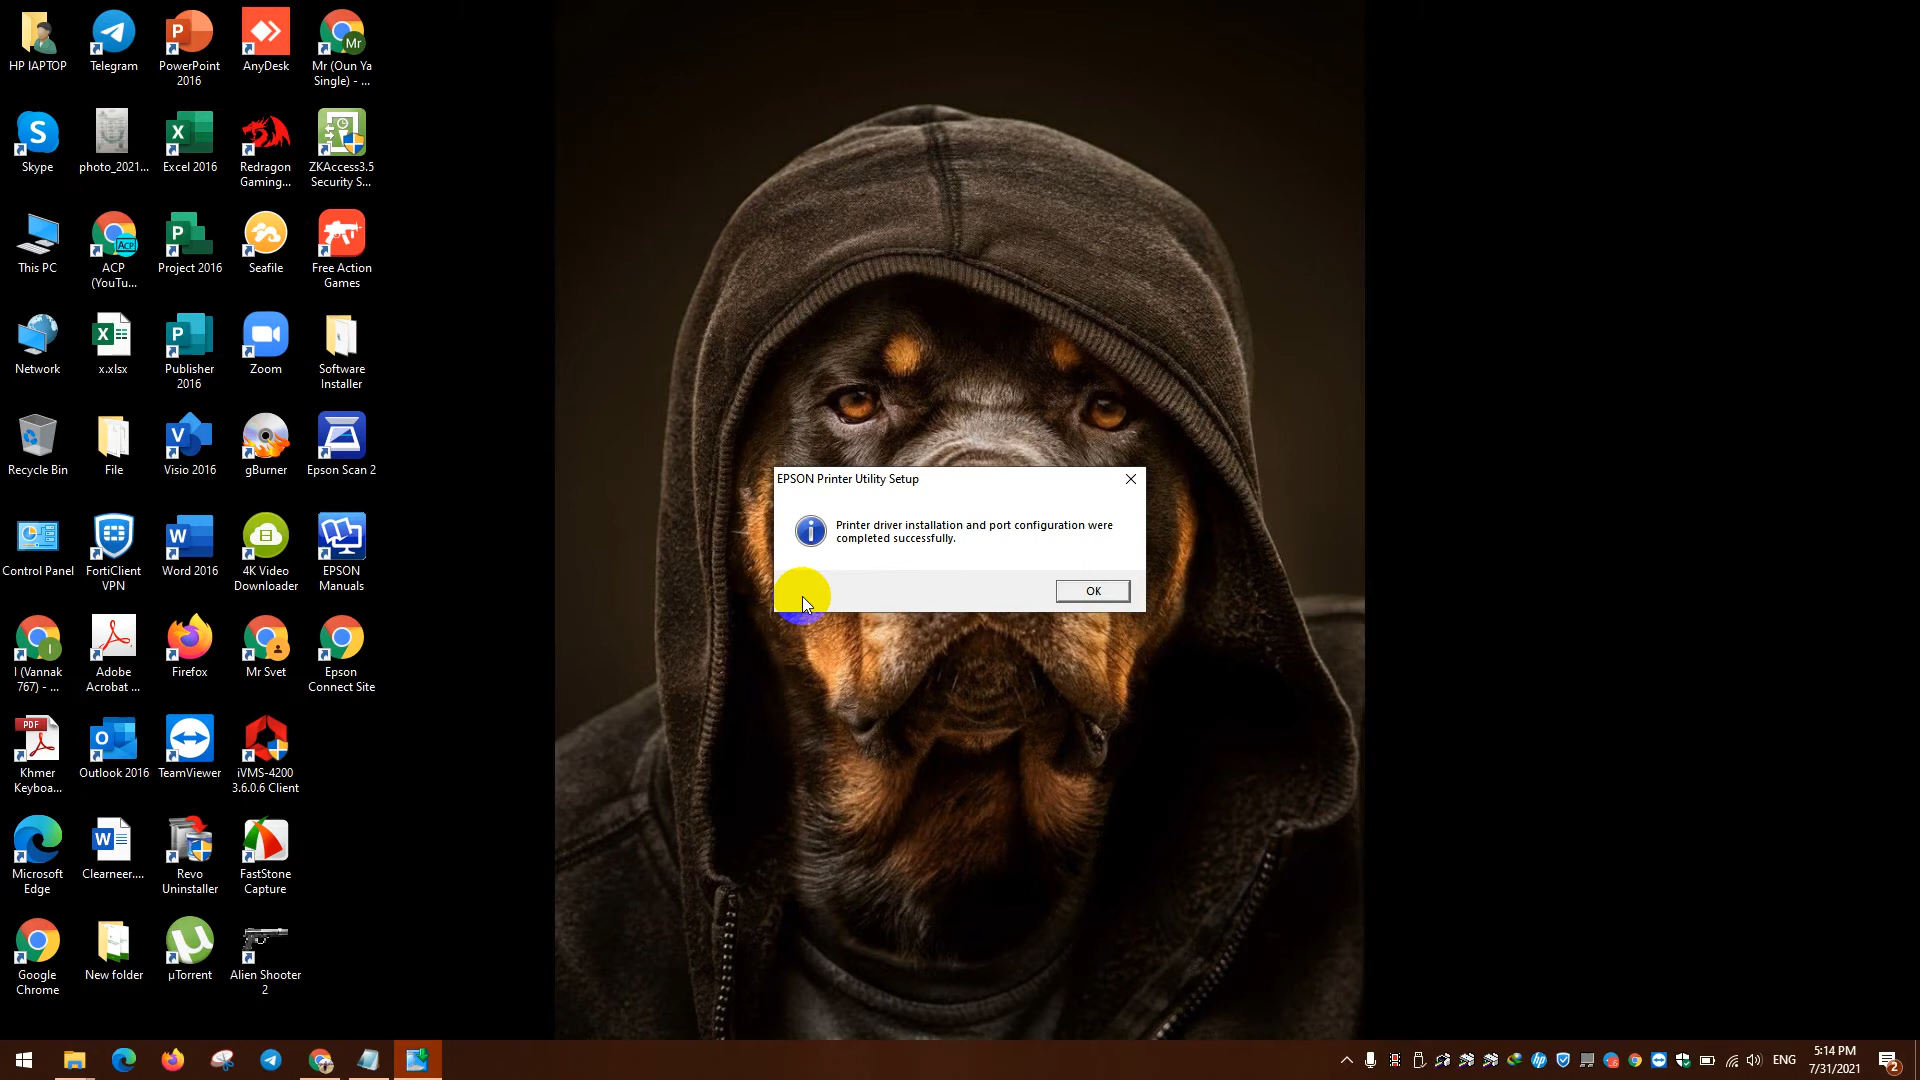 HP lAPTOP
Telegram
PowerPoint
2016
AnyDesk
Mr (Oun Ya
Single) - ...
Mr
Skype
photo_2021...
Excel 2016
Redragon
Gaming...
ZKAccess3.5
Security S...
This PC
ACP
ACP
(YouTu...
Project 2016
Seafile
Free Action
Games
Network
x.xlsx
Publisher
2016
Zoom
Software
Installer
Recycle Bin
File
Visio 2016
gBurner
Epson Scan 2
Control Panel
FortiClient
VPN
Word 2016
4K Video
Downloader
EPSON
Manuals
I (Vannak
767) - ...
Adobe
Acrobat ...
Firefox
Mr Svet
Epson
Connect Site
PDF
Khmer
Keyboa...
Outlook 2016
TeamViewer
iVMS-4200
3.6.0.6 Client
Microsoft
Edge
Clearneer....
Revo
Uninstaller
FastStone
Capture
Google
Chrome
New folder
µTorrent
Alien Shooter
2
EPSON Printer Utility Setup
Printer driver installation and port configuration were
completed successfully.
OK
ENG
5:14 PM
7/31/2021
2